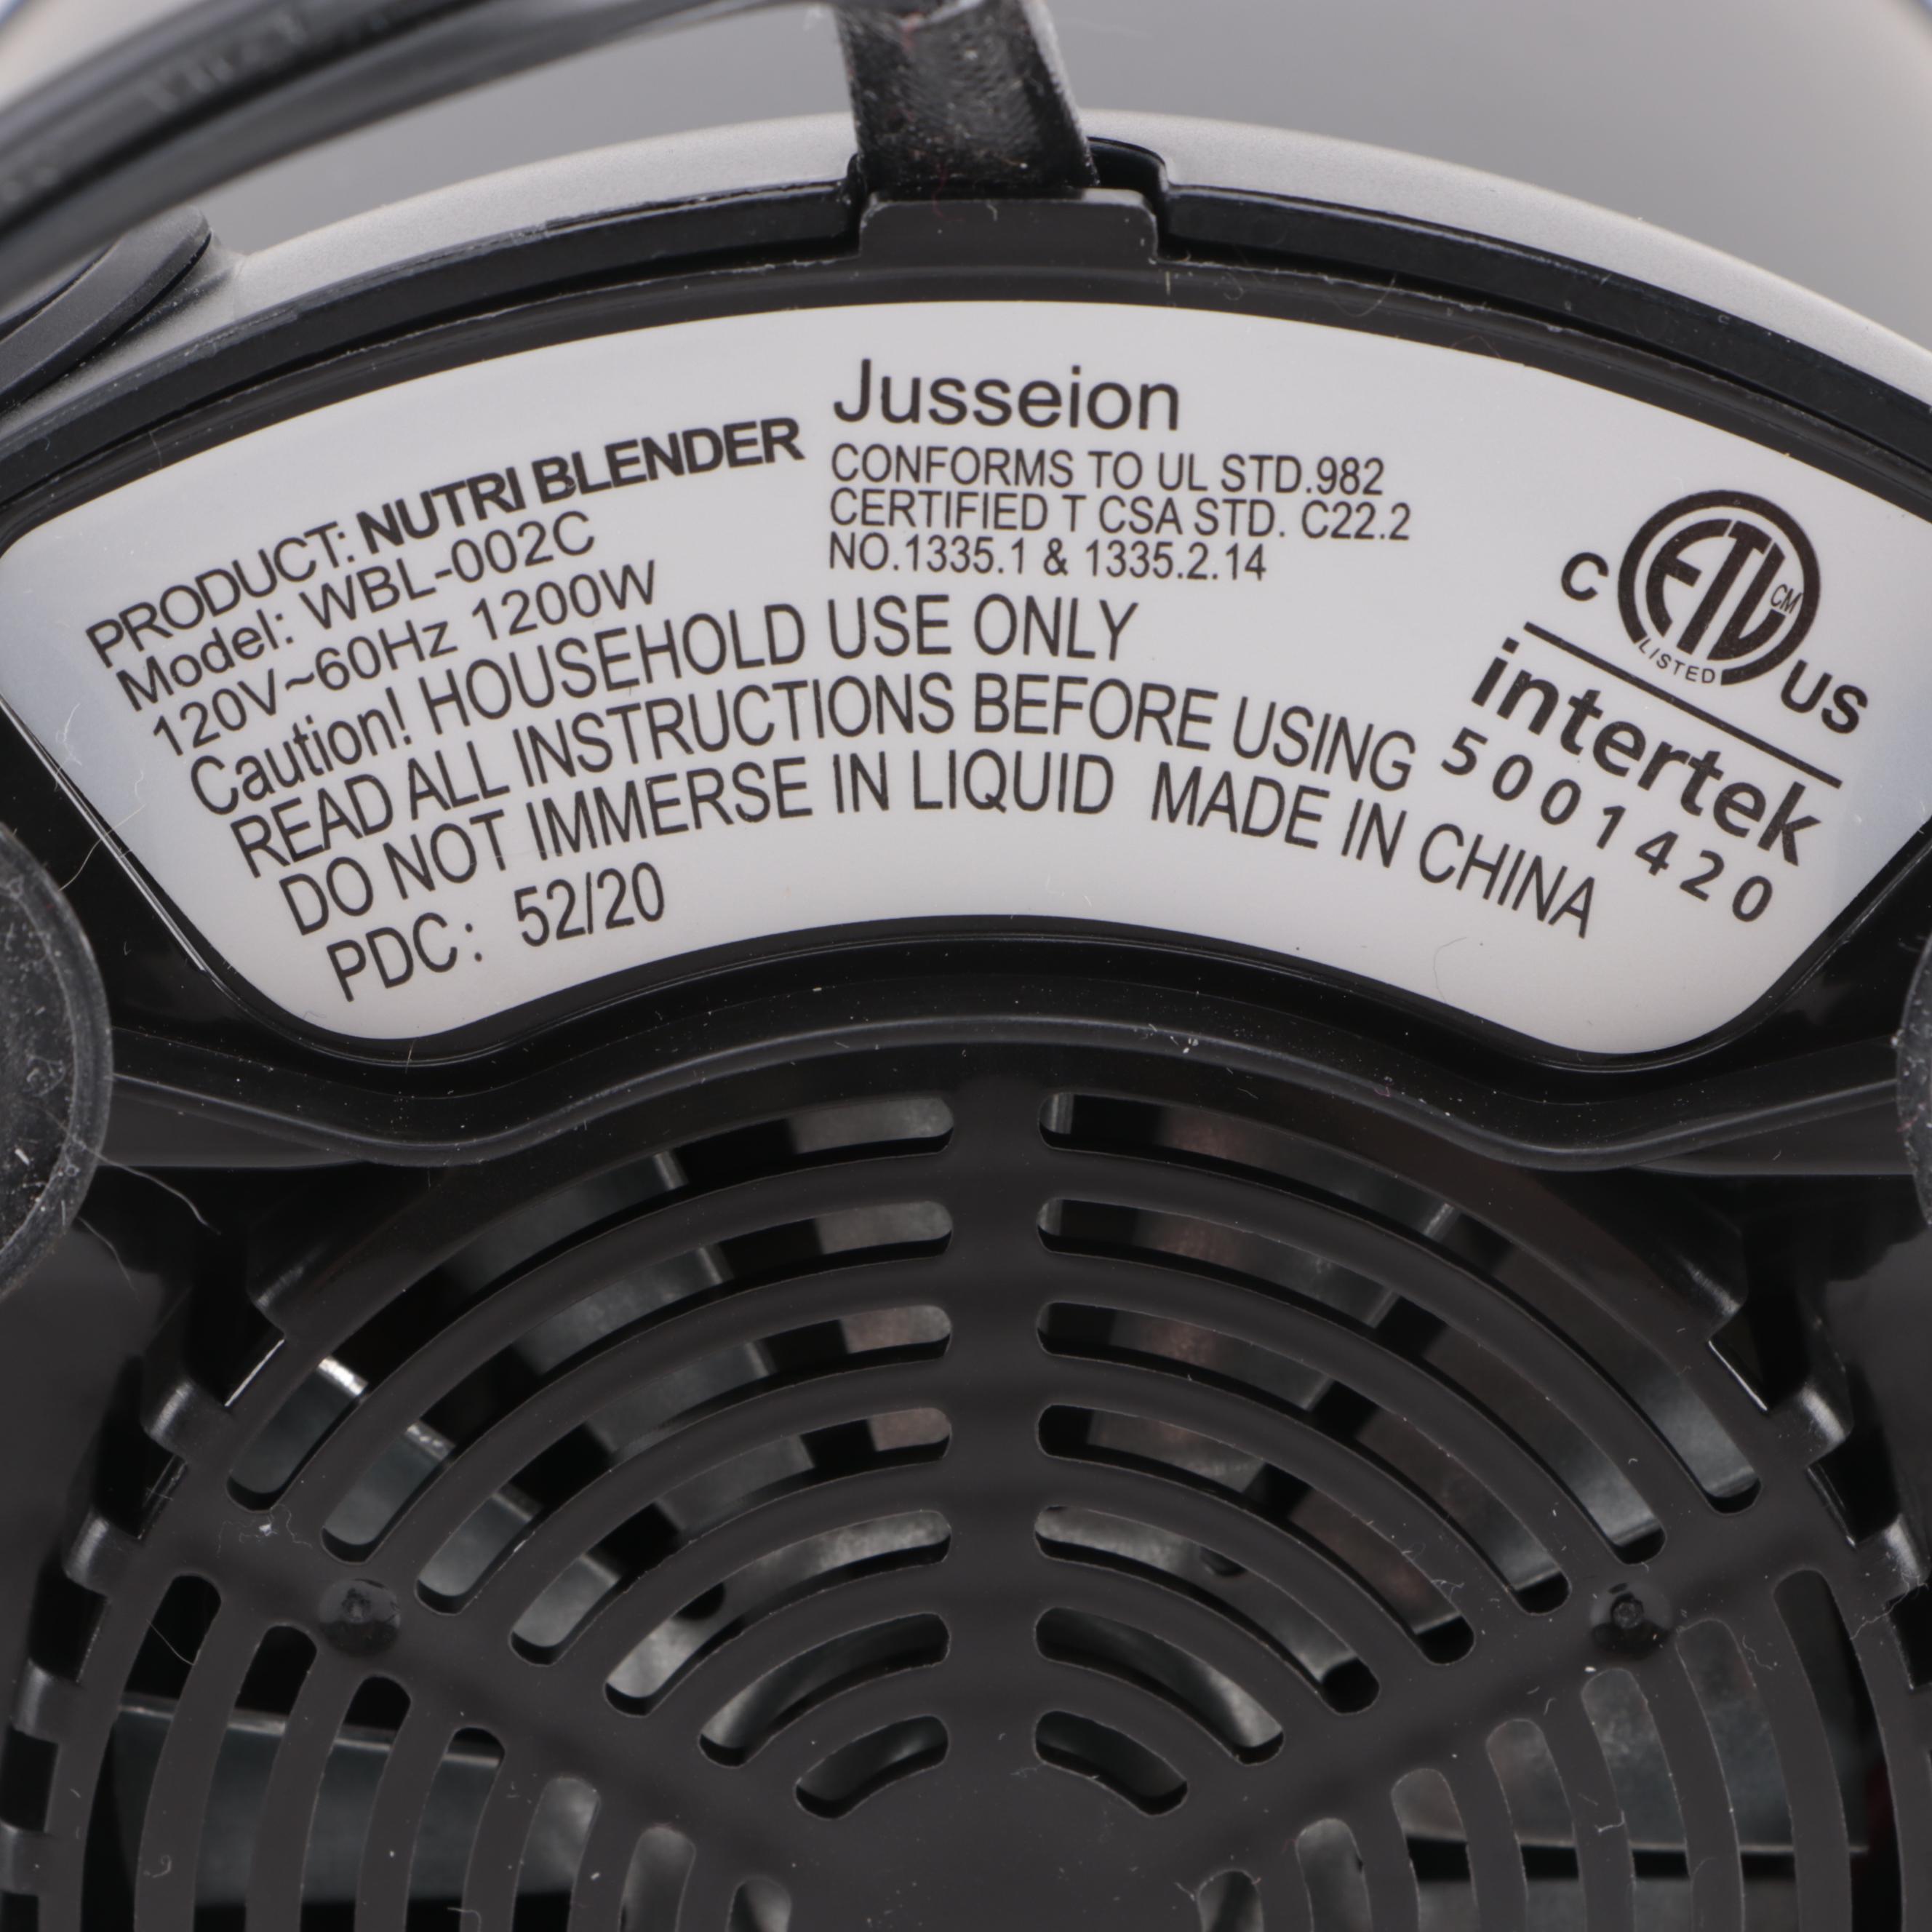 Jusseion
PRODUCT: NUTRI BLENDER
Model: WBL-002C
120V~60Hz 1200W
CONFORMS TO UL STD.982
CERTIFIED T CSA STD. C22.2
NO.1335.1 & 1335.2.14
Caution! HOUSEHOLD USE ONLY
READ ALL INSTRUCTIONS BEFORE USING
DO NOT IMMERSE IN LIQUID MADE IN CHINA
PDC: 52/20
C ETL CM US
LISTED
intertek
5001420